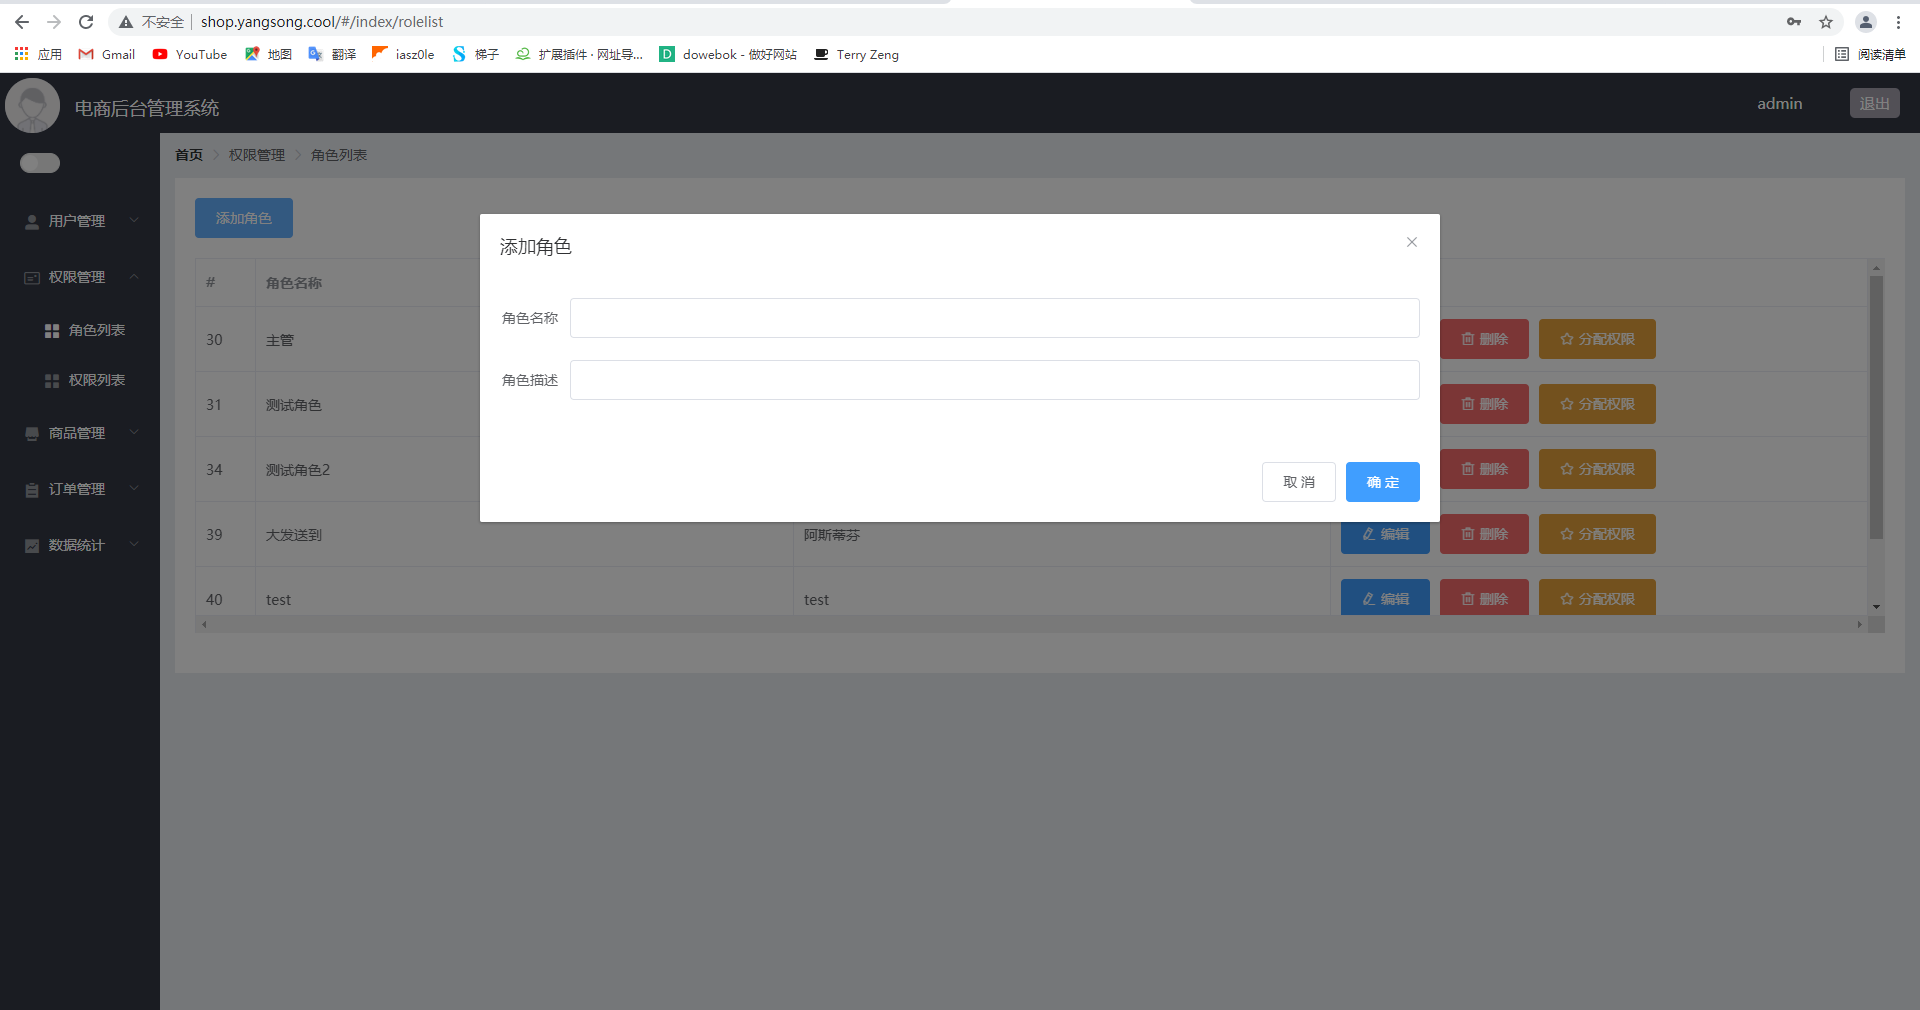 不安全 shop.yangsong.cool/#/index/rolelist
应用 Gmail YouTube 地图 翻译 iasz0le 梯子 扩展插件 · 网址导... dowebok - 做好网站 Terry Zeng 阅读清单
电商后台管理系统 admin 退出
首页 权限管理 角色列表
用户管理
权限管理
角色列表
权限列表
商品管理
订单管理
数据统计
添加角色
# 角色名称
30 主管 删除 分配权限
31 测试角色 删除 分配权限
34 测试角色2 删除 分配权限
39 大发送到 阿斯蒂芬 编辑 删除 分配权限
40 test test 编辑 删除 分配权限
添加角色
角色名称
角色描述
取 消 确 定